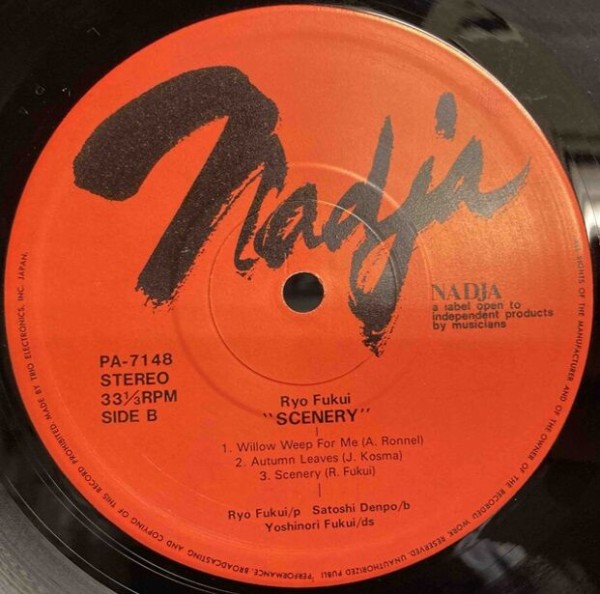 Nadja
NADJA
a label open to
independent products
by musicians
PA-7148
STEREO
33⅓RPM
SIDE B
Ryo Fukui
"SCENERY"
1. Willow Weep For Me (A. Ronnel)
2. Autumn Leaves (J. Kosma)
3. Scenery (R. Fukui)
Ryo Fukui/p Satoshi Denpo/b
Yoshinori Fukui/ds
ALL RIGHTS OF THE MANUFACTURER AND OF THE OWNER OF THE RECORDED WORK RESERVED. UNAUTHORIZED PUBLIC PERFORMANCE, BROADCASTING AND COPYING OF THIS RECORD PROHIBITED. MADE BY TRIO ELECTRONICS, INC. JAPAN.